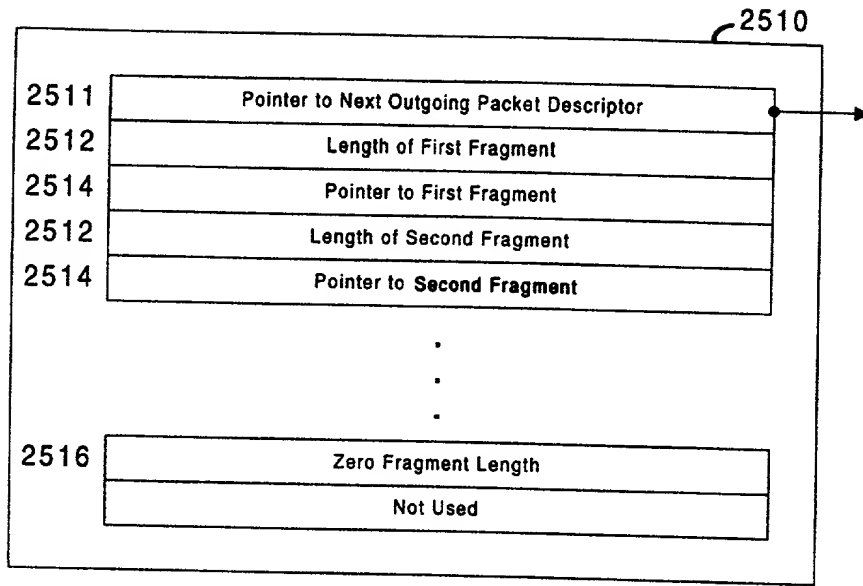 2510
2511 Pointer to Next Outgoing Packet Descriptor
2512 Length of First Fragment
2514 Pointer to First Fragment
2512 Length of Second Fragment
2514 Pointer to Second Fragment
2516 Zero Fragment Length
Not Used